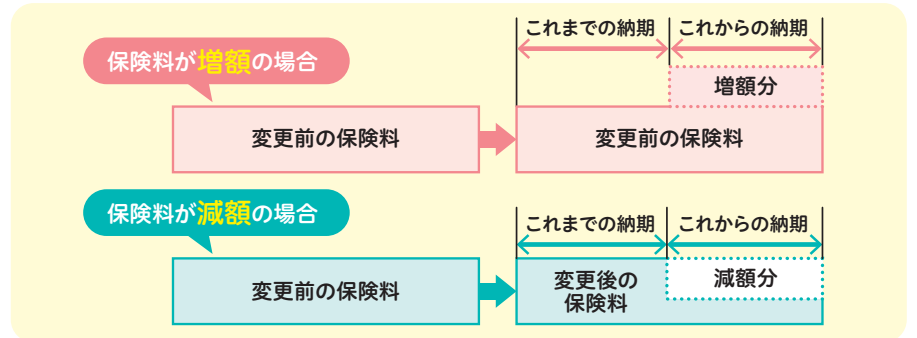 保険料が増額の場合
これまでの納期
これからの納期
増額分
変更前の保険料
変更前の保険料
保険料が減額の場合
これまでの納期
これからの納期
変更前の保険料
変更後の
保険料
減額分